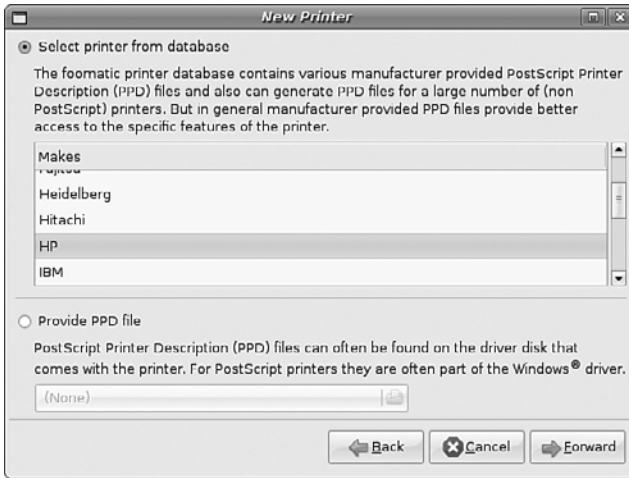 New Printer
Select printer from database
The foomatic printer database contains various manufacturer provided PostScript Printer
Description (PPD) files and also can generate PPD files for a large number of (non
PostScript) printers. But in general manufacturer provided PPD files provide better
access to the specific features of the printer.
Makes
Fujitsu
Heidelberg
Hitachi
HP
IBM
Provide PPD file
PostScript Printer Description (PPD) files can often be found on the driver disk that
comes with the printer. For PostScript printers they are often part of the Windows® driver.
(None)
Back
Cancel
Forward